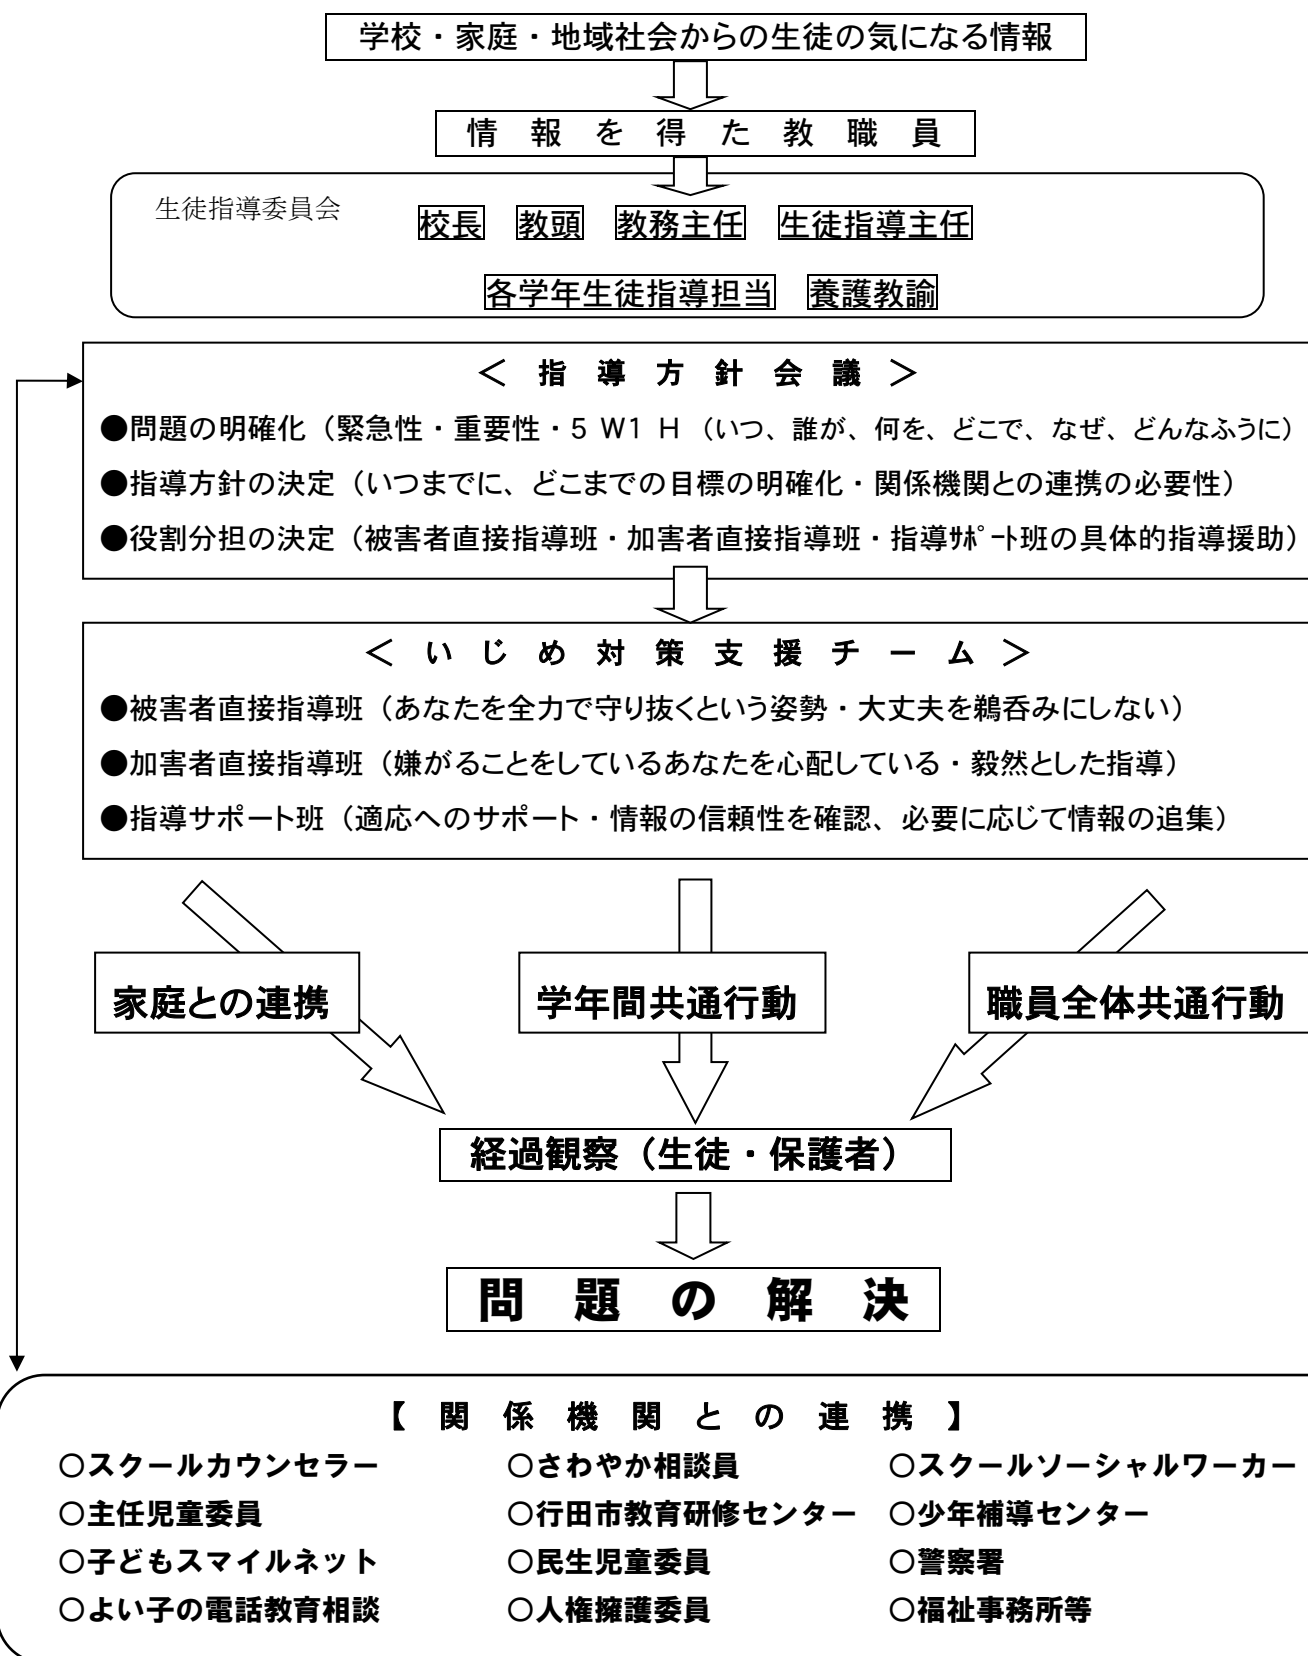 学校・家庭・地域社会からの生徒の気になる情報
情報を得た教職員
生徒指導委員会
校長 教頭 教務主任 生徒指導主任
各学年生徒指導担当 養護教諭
＜指導方針会議＞
●問題の明確化（緊急性・重要性・5W1H（いつ、誰が、何を、どこで、なぜ、どんなふうに）
●指導方針の決定（いつまでに、どこまでの目標の明確化・関係機関との連携の必要性）
●役割分担の決定（被害者直接指導班・加害者直接指導班・指導ｻﾎﾟｰﾄ班の具体的指導援助）
＜いじめ対策支援チーム＞
●被害者直接指導班（あなたを全力で守り抜くという姿勢・大丈夫を鵜呑みにしない）
●加害者直接指導班（嫌がることをしているあなたを心配している・毅然とした指導）
●指導サポート班（適応へのサポート・情報の信頼性を確認、必要に応じて情報の追集）
家庭との連携 学年間共通行動 職員全体共通行動
経過観察（生徒・保護者）
問題の解決
【関係機関との連携】
○スクールカウンセラー ○さわやか相談員 ○スクールソーシャルワーカー
○主任児童委員 ○行田市教育研修センター ○少年補導センター
○子どもスマイルネット ○民生児童委員 ○警察署
○よい子の電話教育相談 ○人権擁護委員 ○福祉事務所等